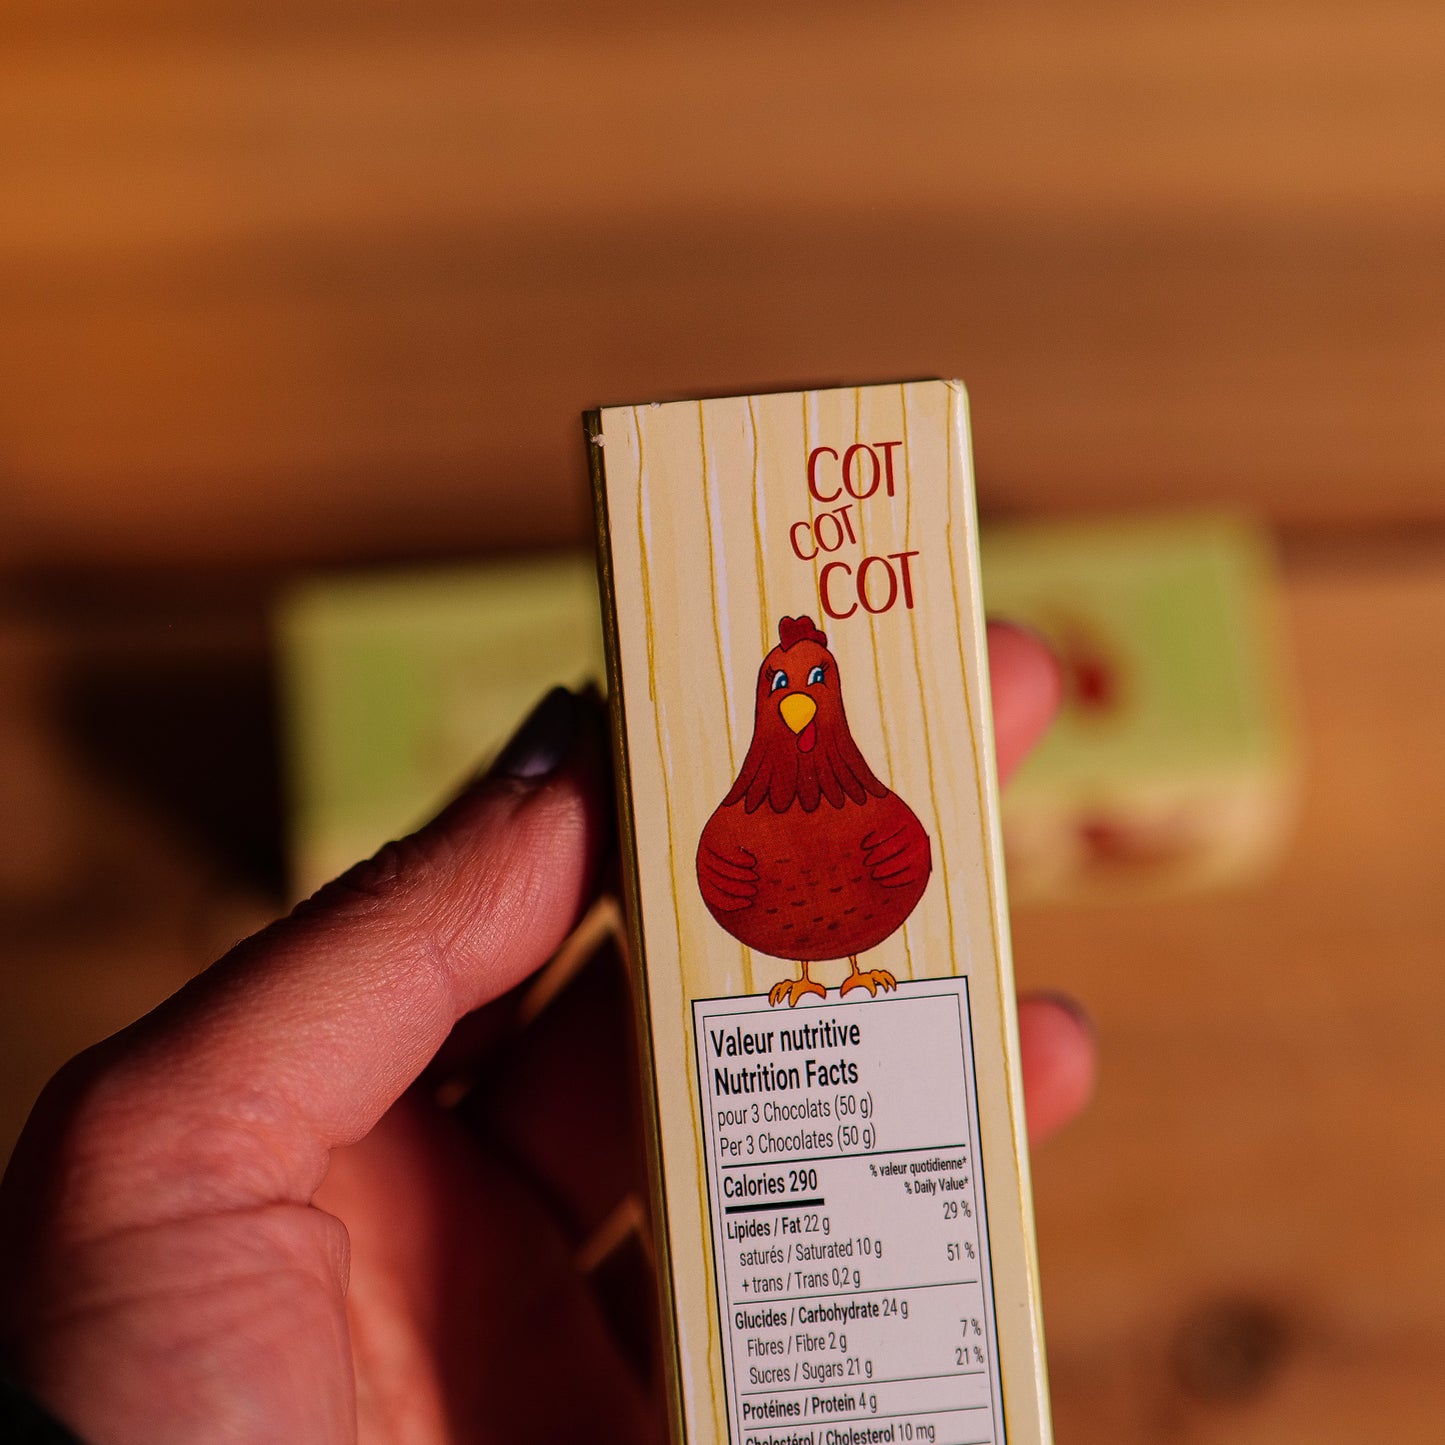 COT
COT
COT
Valeur nutritive
Nutrition Facts
pour 3 Chocolats (50 g)
Per 3 Chocolates (50 g)
Calories 290
% valeur quotidienne*
% Daily Value*
Lipides / Fat 22 g 29 %
saturés / Saturated 10 g
+ trans / Trans 0,2 g 51 %
Glucides / Carbohydrate 24 g
Fibres / Fibre 2 g 7 %
Sucres / Sugars 21 g 21 %
Protéines / Protein 4 g
Cholestérol / Cholesterol 10 mg